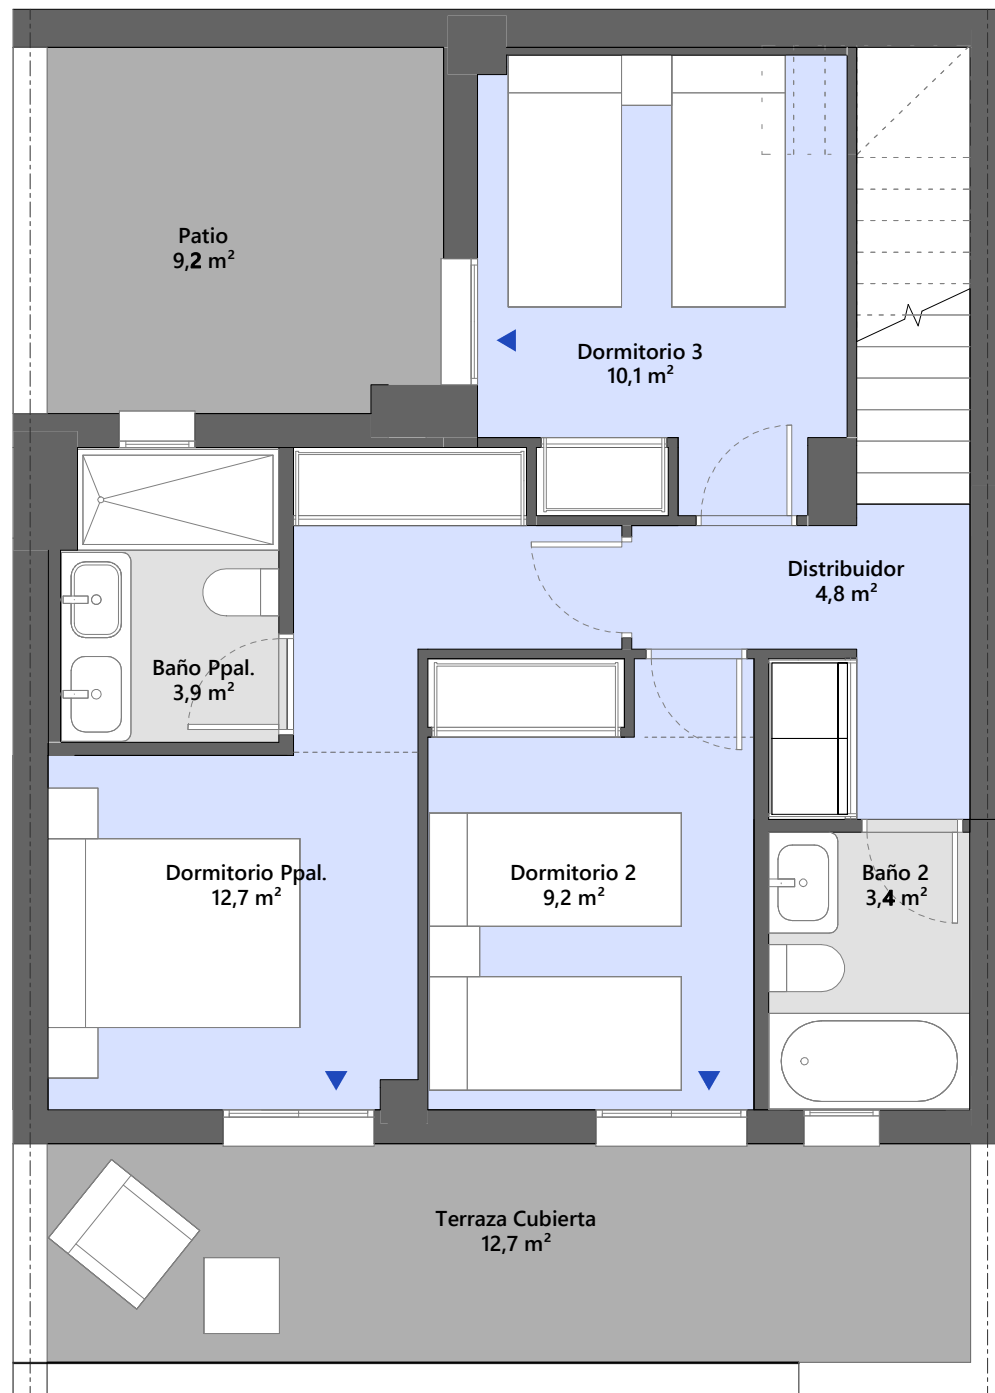 Patio
9,2 m²
Dormitorio 3
10,1 m²
Distribuidor
4,8 m²
Baño Ppal.
3,9 m²
Dormitorio Ppal.
12,7 m²
Dormitorio 2
9,2 m²
Baño 2
3,4 m²
Terraza Cubierta
12,7 m²